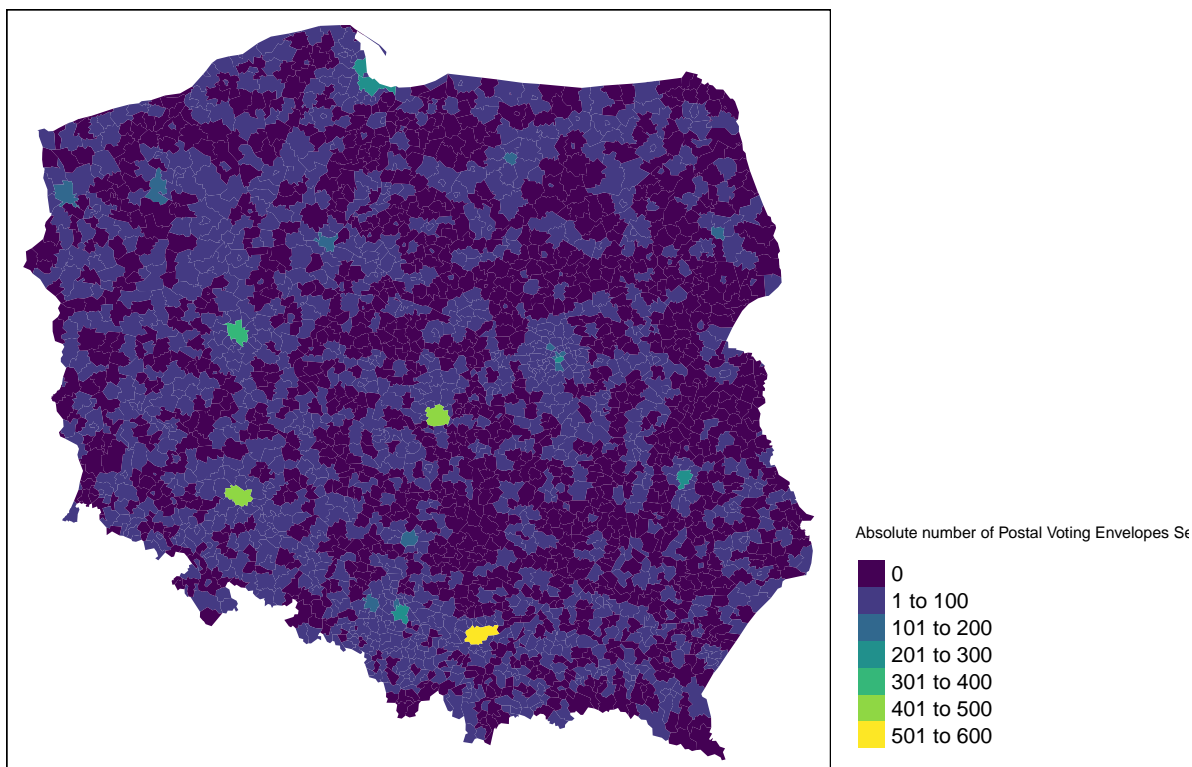 Absolute number of Postal Voting Envelopes Se
0
1 to 100
101 to 200
201 to 300
301 to 400
401 to 500
501 to 600